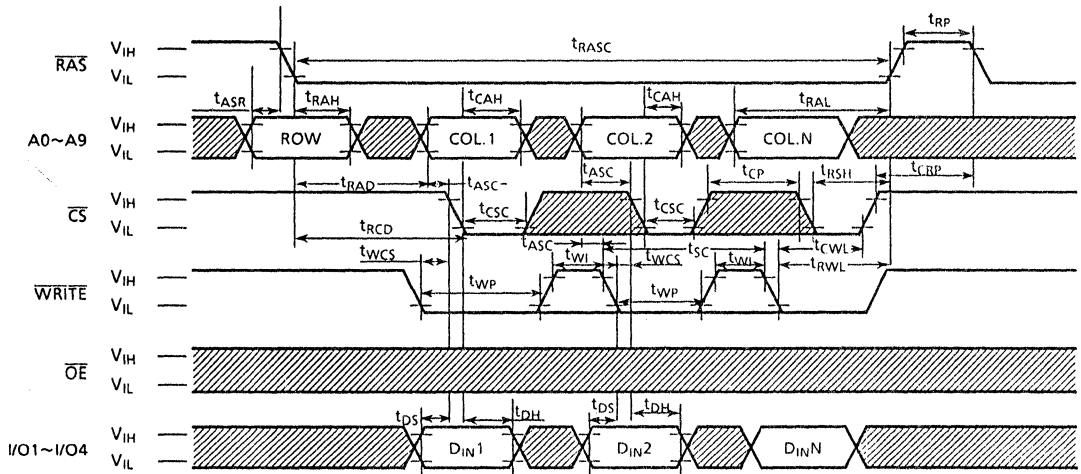 tRP
VIH
tRASC
RAS
VIL
tASR
tRAH
tCAH
tCAH
tRAL
VIH
A0~A9
ROW
COL.1
COL.2
COL.N
VIL
tRAD
tASC
tASC
tCP
tRSH
tCRP
VIH
CS
tCSC
tCSC
VIL
tRCD
tASC
tSC
tCWL
tWCS
tWI
tWCS
tWI
tRWL
VIH
WRITE
tWP
tWP
VIL
VIH
OE
VIL
tDS
tDH
tDS
tDH
VIH
I/O1~I/O4
DIN1
DIN2
DINN
VIL